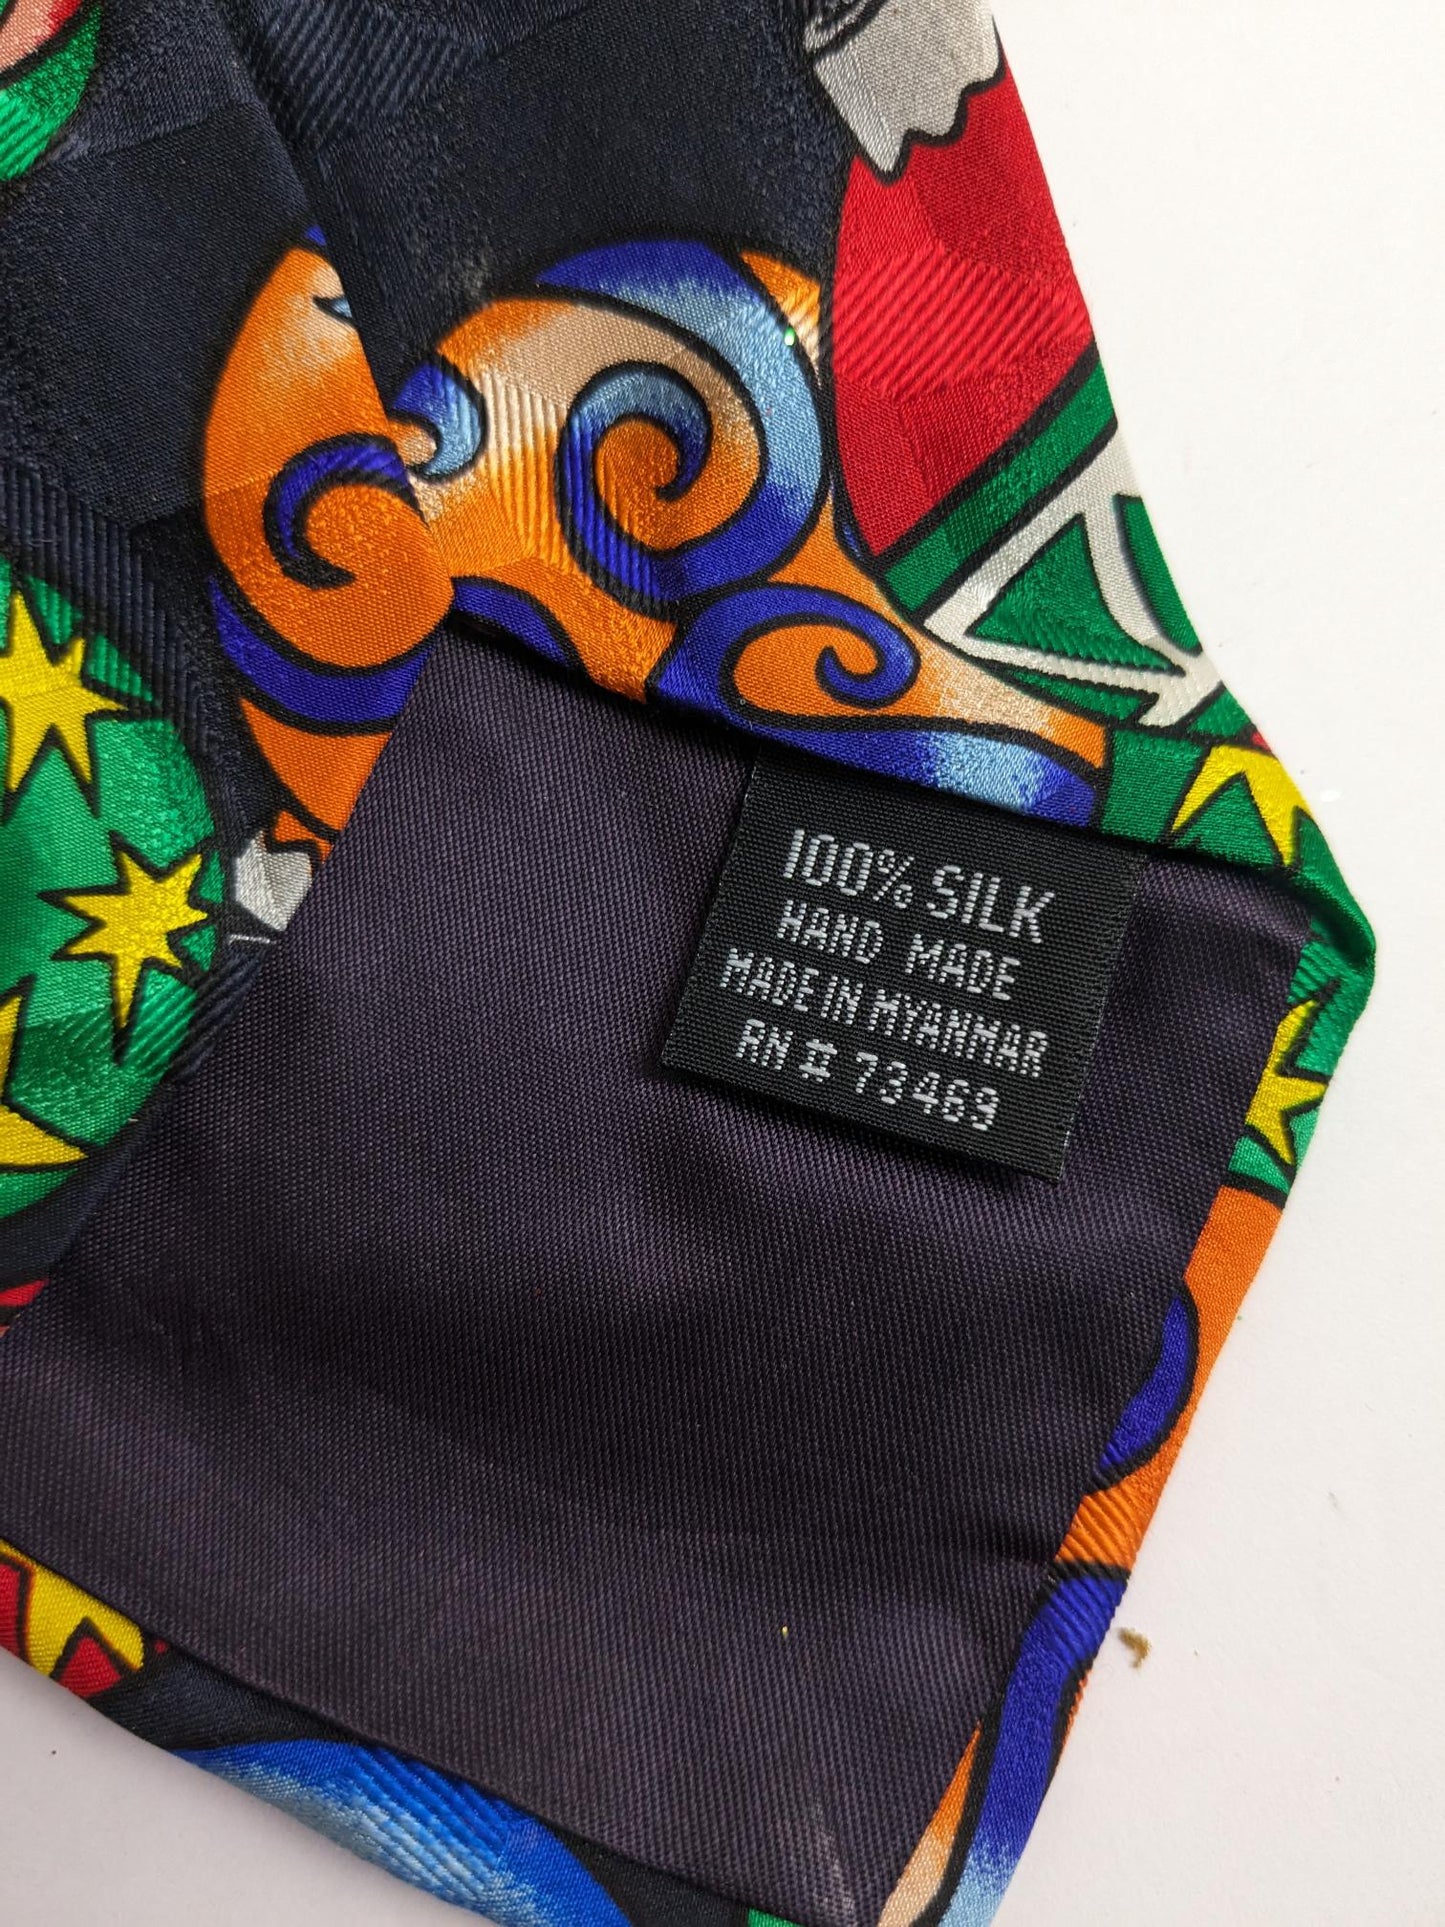 100% SILK
HAND MADE
MADE IN MYANMAR
RN # 73469